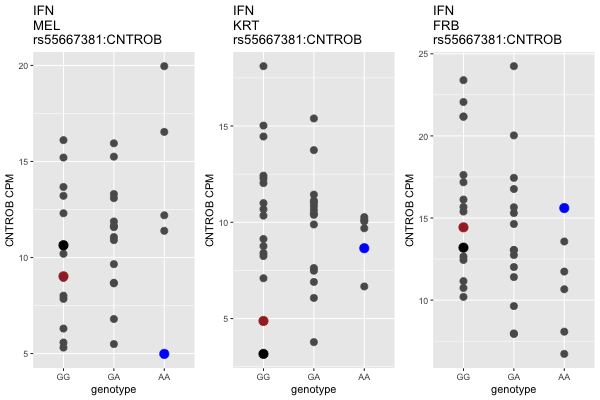 IFN
MEL
rs55667381:CNTROB
20
15
10
5
CNTROB CPM
GG GA AA
genotype
IFN
KRT
rs55667381:CNTROB
15
10
5
CNTROB CPM
GG GA AA
genotype
IFN
FRB
rs55667381:CNTROB
25
20
15
10
CNTROB CPM
GG GA AA
genotype